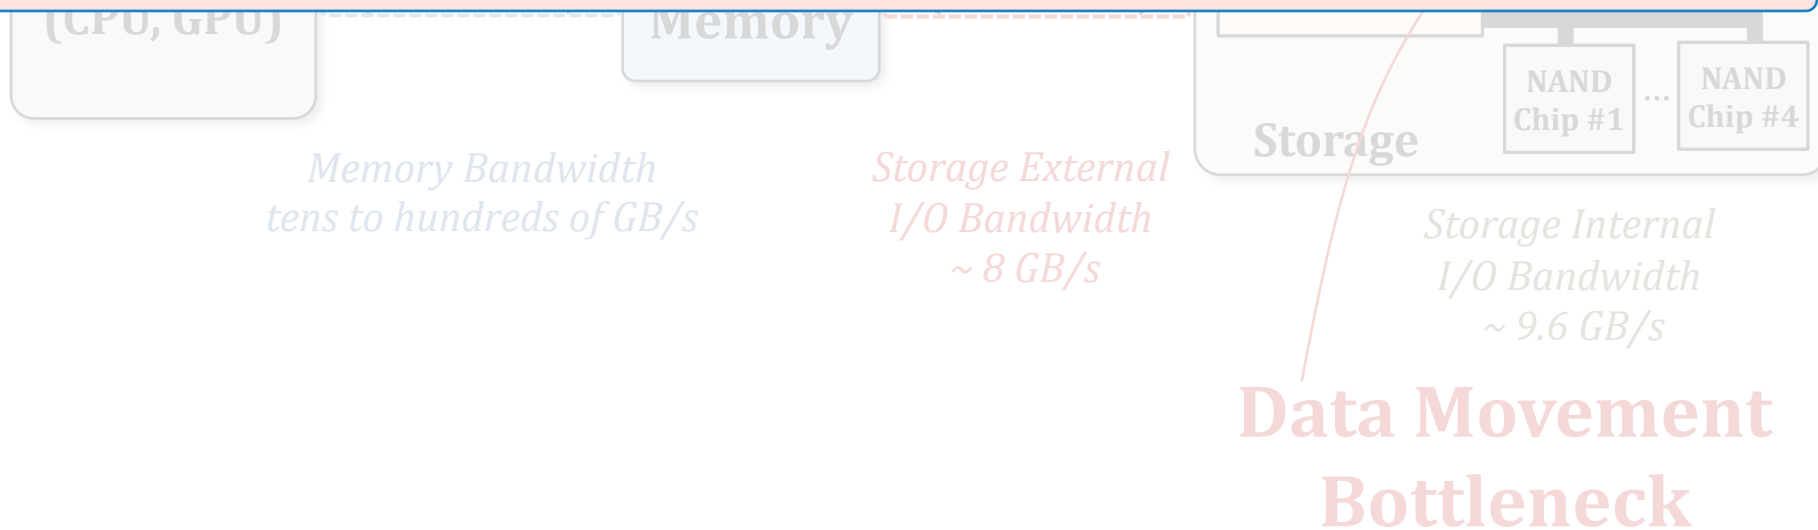 (CPU, GPU)
Memory
NAND
Chip #1
...
NAND
Chip #4
Storage
Memory Bandwidth
tens to hundreds of GB/s
Storage External
I/O Bandwidth
~ 8 GB/s
Storage Internal
I/O Bandwidth
~ 9.6 GB/s
Data Movement
Bottleneck